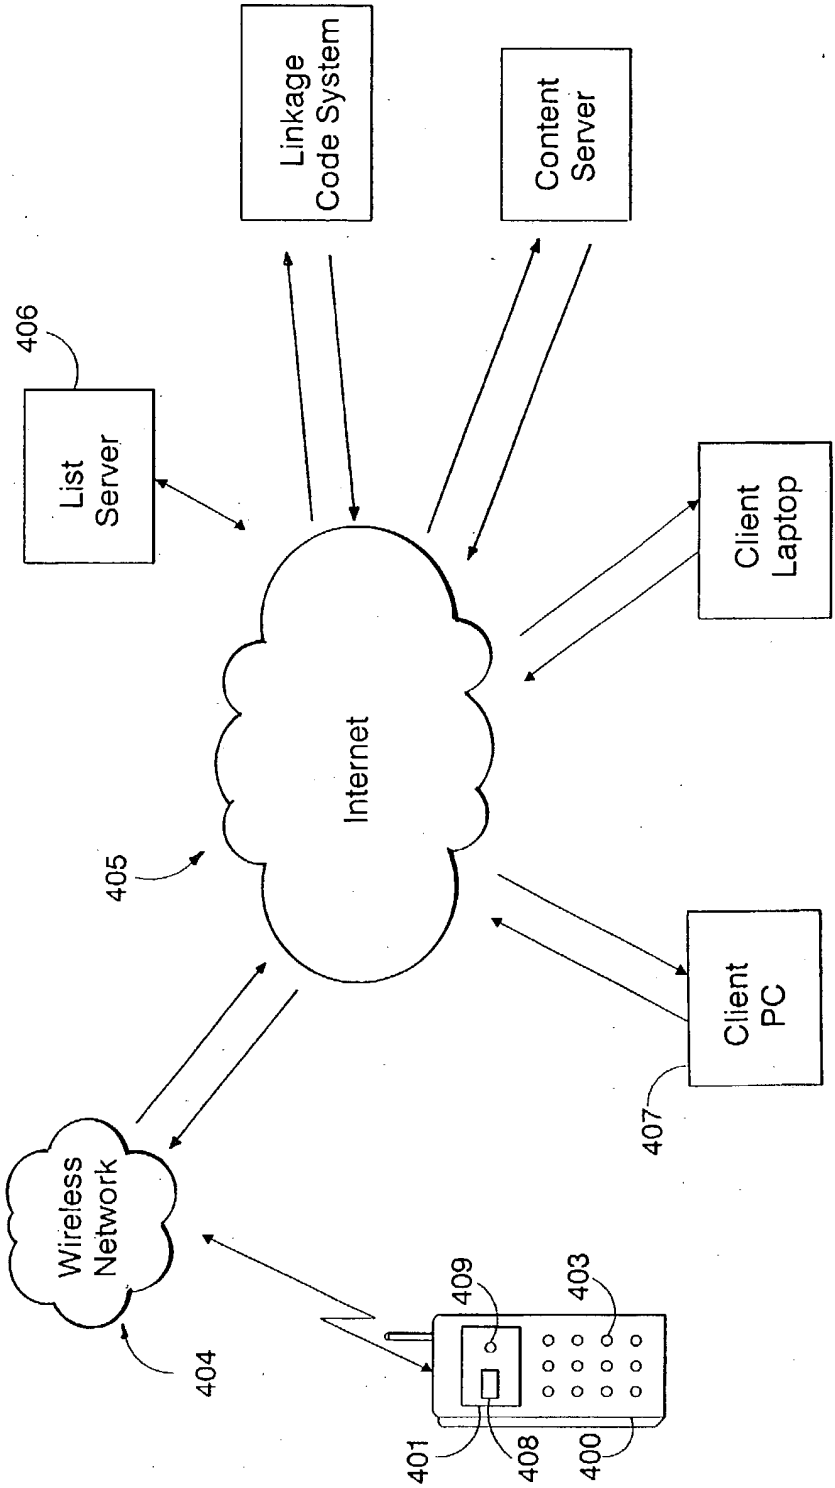 Linkage
Code System
Content
Server
406
List
Server
Client
Laptop
Internet
405
Client
PC
407
Wireless
Network
404
409
403
401
408
400